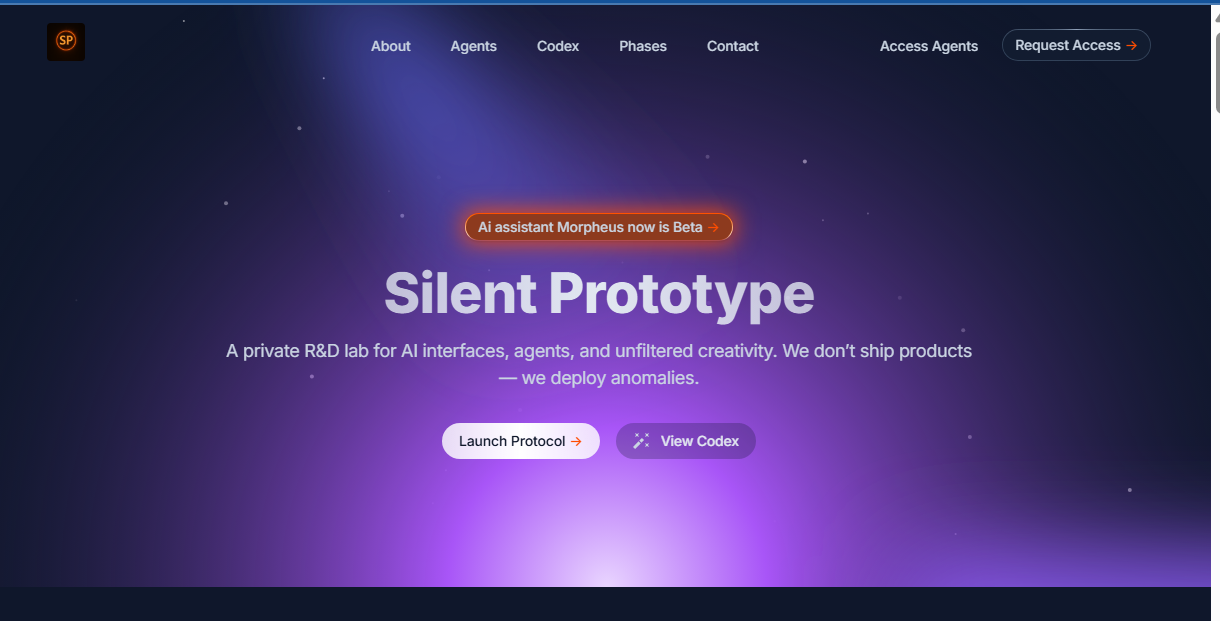 SP
About
Agents
Codex
Phases
Contact
Access Agents
Request Access →
Ai assistant Morpheus now is Beta →
Silent Prototype
A private R&D lab for AI interfaces, agents, and unfiltered creativity. We don’t ship products
— we deploy anomalies.
Launch Protocol →
View Codex